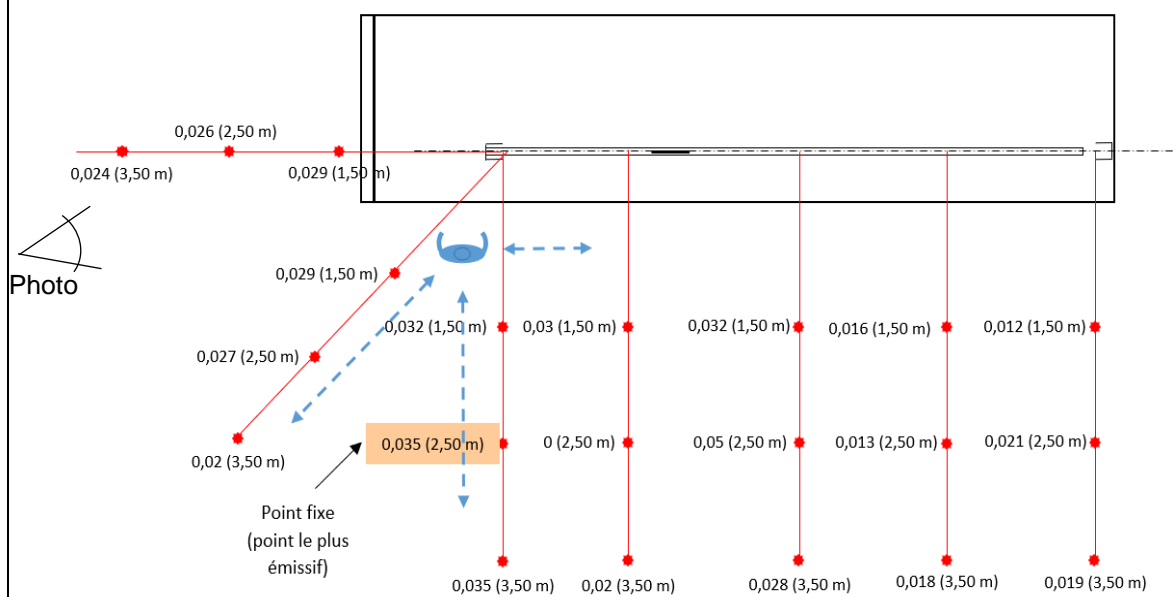 0,026 (2,50 m)
0,024 (3,50 m)
0,029 (1,50 m)
Photo
0,029 (1,50 m)
0,032 (1,50 m)
0,03 (1,50 m)
0,032 (1,50 m)
0,016 (1,50 m)
0,012 (1,50 m)
0,027 (2,50 m)
0,035 (2,50 m)
0 (2,50 m)
0,05 (2,50 m)
0,013 (2,50 m)
0,021 (2,50 m)
0,02 (3,50 m)
Point fixe
(point le plus
émissif)
0,035 (3,50 m)
0,02 (3,50 m)
0,028 (3,50 m)
0,018 (3,50 m)
0,019 (3,50 m)